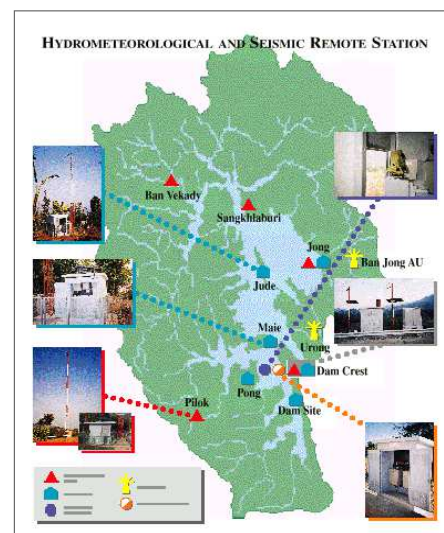 HYDROMETEOROLOGICAL AND SEISMIC REMOTE STATION
Ban Vekady
Sangkhlaburi
Jong
Ban Jong AU
Jude
Maie
Urong
Pong
Dam Crest
Pilok
Dam Site